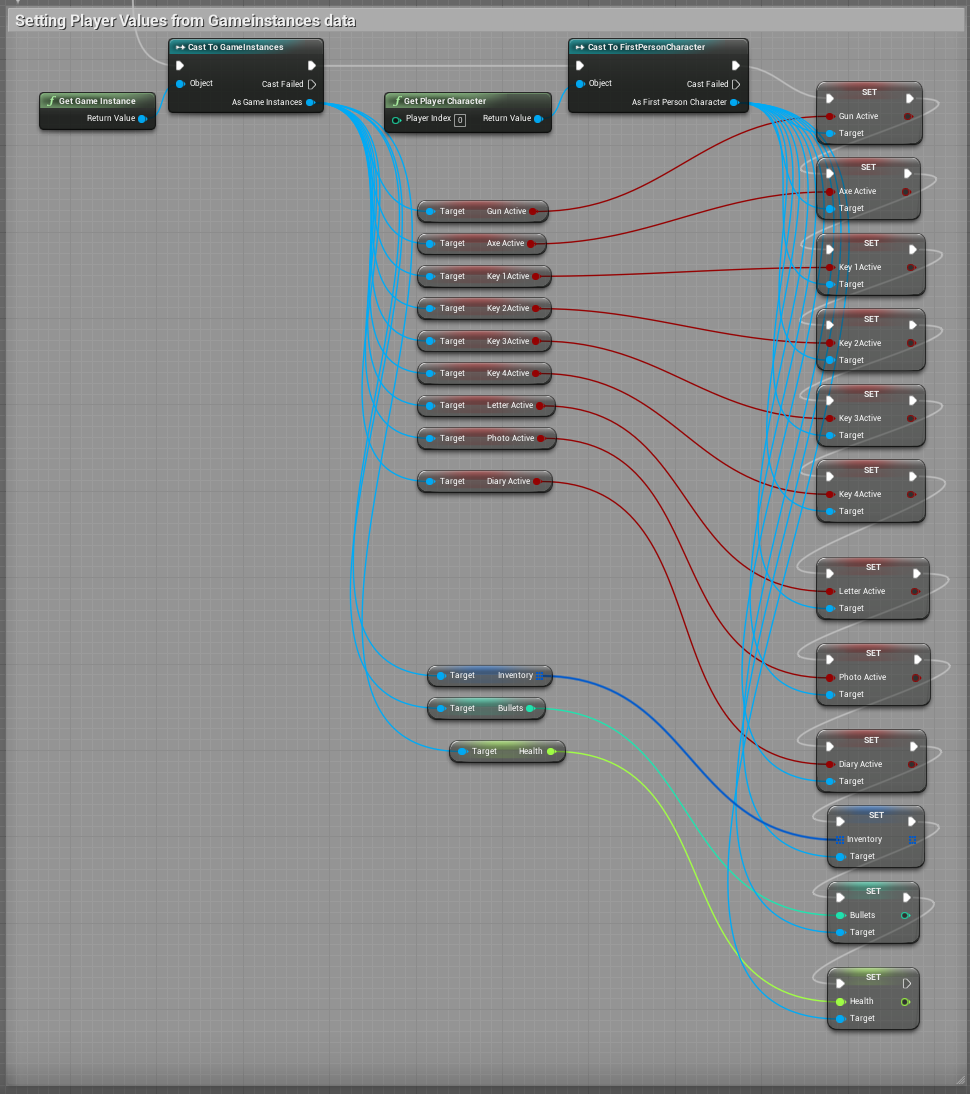 Setting Player Values from Gameinstances data
Cast To GameInstances
Object
Cast Failed
As Game Instances
Get Game Instance
Return Value
Get Player Character
Player Index 0
Return Value
Cast To FirstPersonCharacter
Object
Cast Failed
As First Person Character
Target Gun Active
Target Axe Active
Target Key 1Active
Target Key 2Active
Target Key 3Active
Target Key 4Active
Target Letter Active
Target Photo Active
Target Diary Active
Target Inventory
Target Bullets
Target Health
SET
Gun Active
Target
SET
Axe Active
Target
SET
Key 1Active
Target
SET
Key 2Active
Target
SET
Key 3Active
Target
SET
Key 4Active
Target
SET
Letter Active
Target
SET
Photo Active
Target
SET
Diary Active
Target
SET
Inventory
Target
SET
Bullets
Target
SET
Health
Target